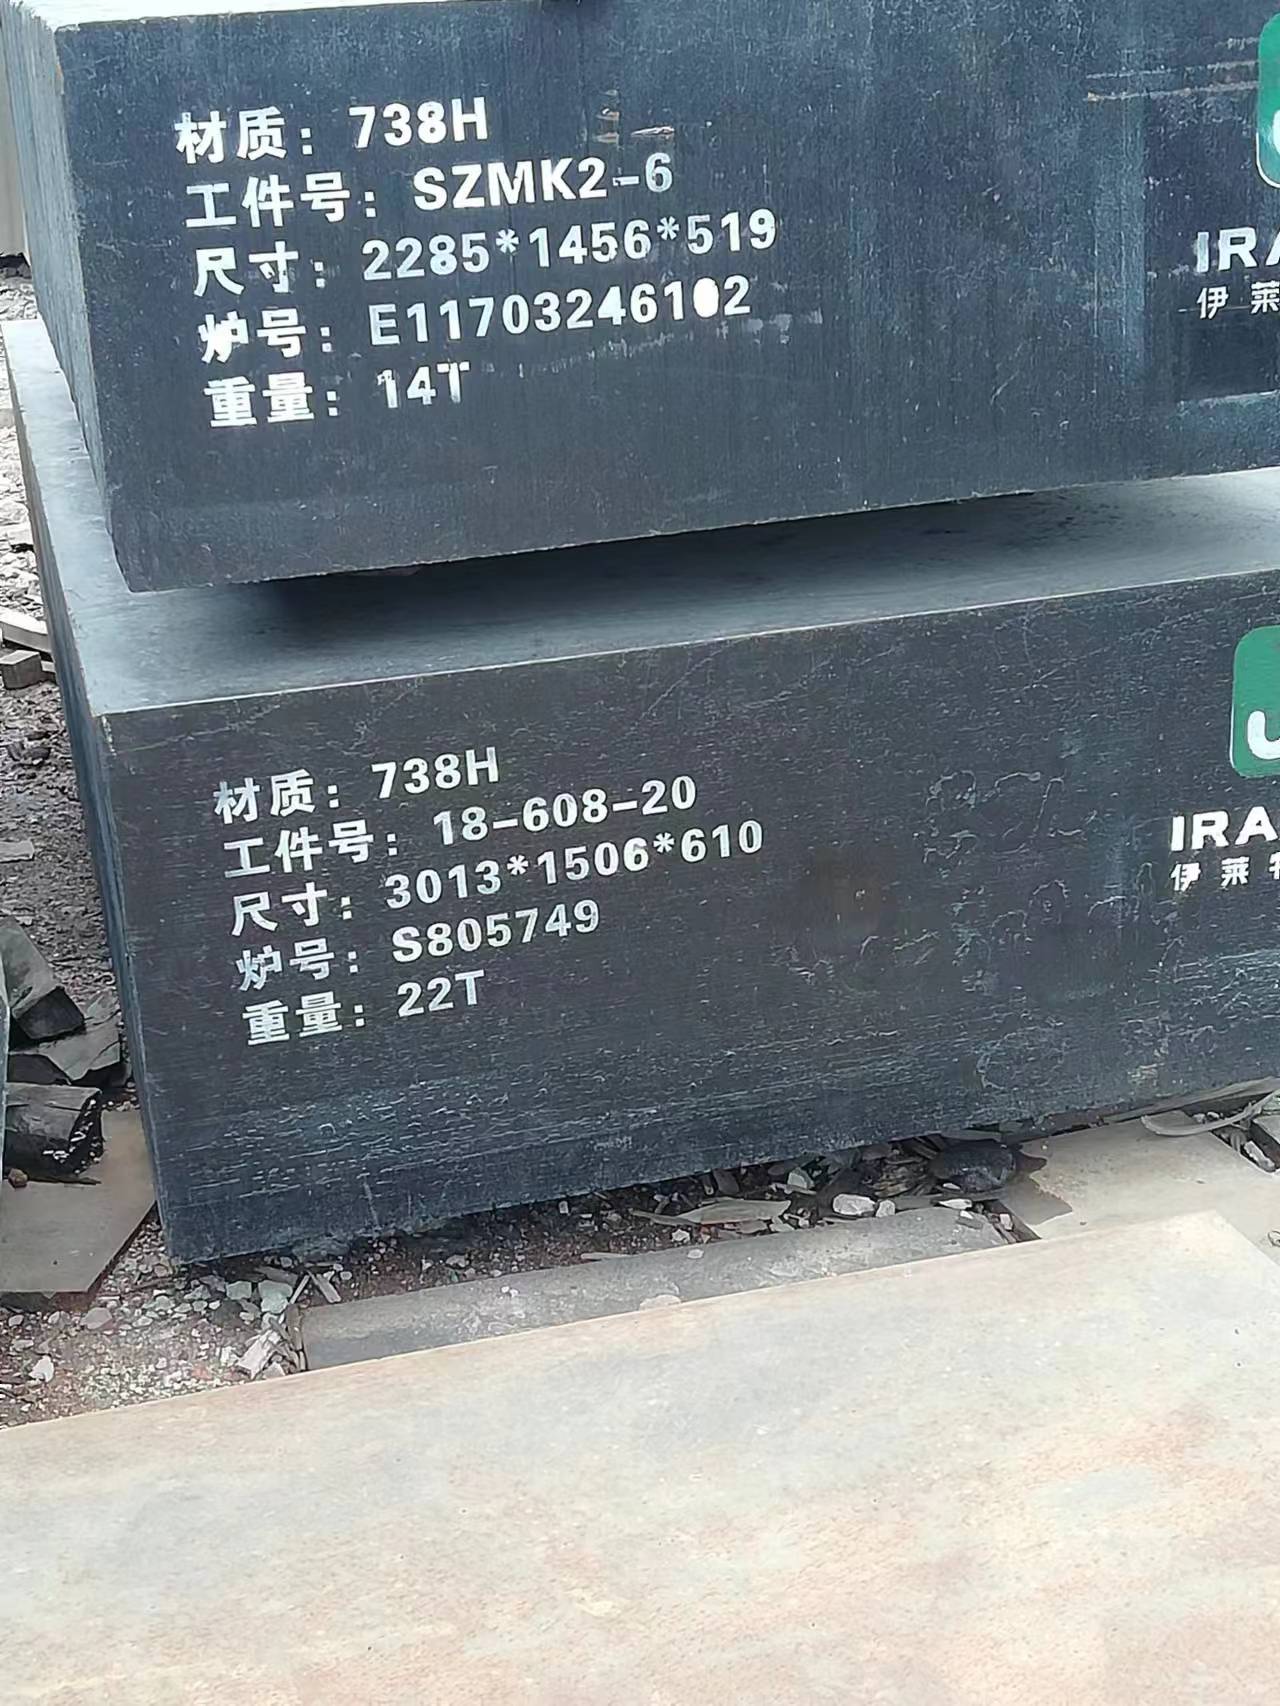 材质：738H
工件号：SZMK2-6
尺寸：2285*1456*519
炉号：E11703246102
重量：14T
IRA
伊莱
材质：738H
工件号：18-608-20
尺寸：3013*1506*610
炉号：S805749
重量：22T
IRA
伊莱特